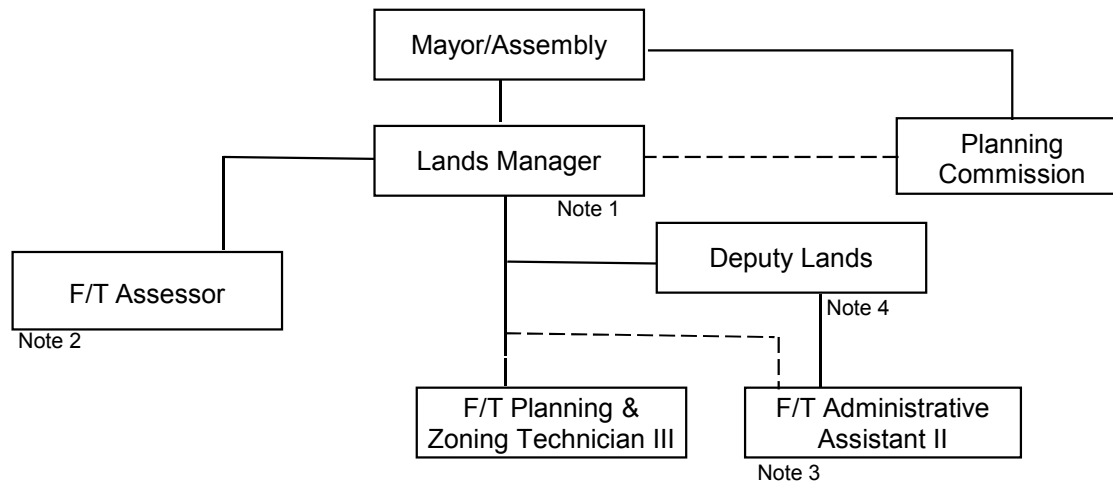 Mayor/Assembly
Planning
Commission
Lands Manager
Note 1
Deputy Lands
Note 4
F/T Assessor
Note 2
F/T Planning &
Zoning Technician III
F/T Administrative
Assistant II
Note 3